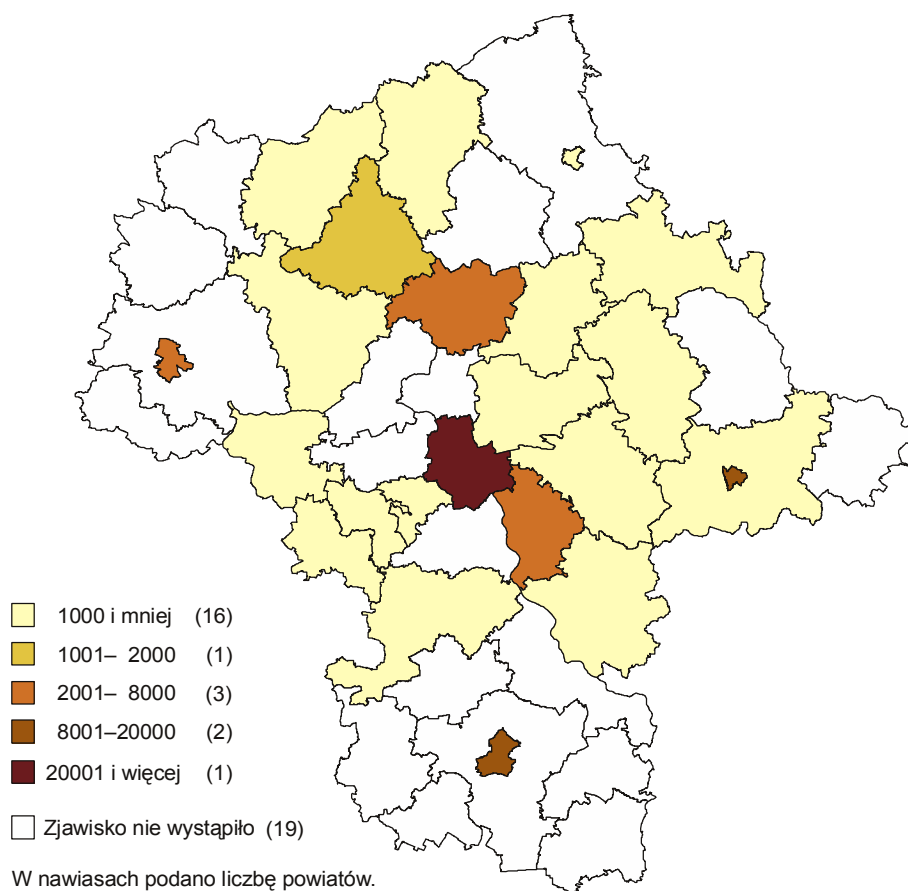 1000 i mniej (16)
1001– 2000 (1)
2001– 8000 (3)
8001–20000 (2)
20001 i więcej (1)
Zjawisko nie wystąpiło (19)
W nawiasach podano liczbę powiatów.